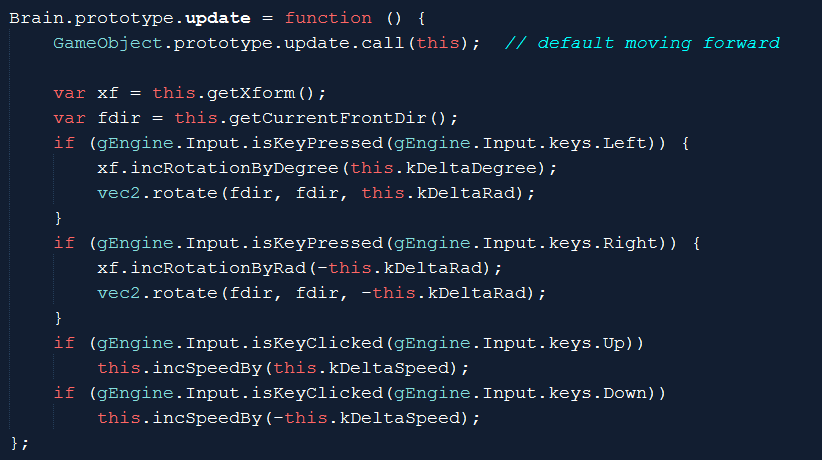 Brain.prototype.update = function () {
    GameObject.prototype.update.call(this);  // default moving forward

    var xf = this.getXform();
    var fdir = this.getCurrentFrontDir();
    if (gEngine.Input.isKeyPressed(gEngine.Input.keys.Left)) {
        xf.incRotationByDegree(this.kDeltaDegree);
        vec2.rotate(fdir, fdir, this.kDeltaRad);
    }
    if (gEngine.Input.isKeyPressed(gEngine.Input.keys.Right)) {
        xf.incRotationByRad(-this.kDeltaRad);
        vec2.rotate(fdir, fdir, -this.kDeltaRad);
    }
    if (gEngine.Input.isKeyClicked(gEngine.Input.keys.Up))
        this.incSpeedBy(this.kDeltaSpeed);
    if (gEngine.Input.isKeyClicked(gEngine.Input.keys.Down))
        this.incSpeedBy(-this.kDeltaSpeed);
};